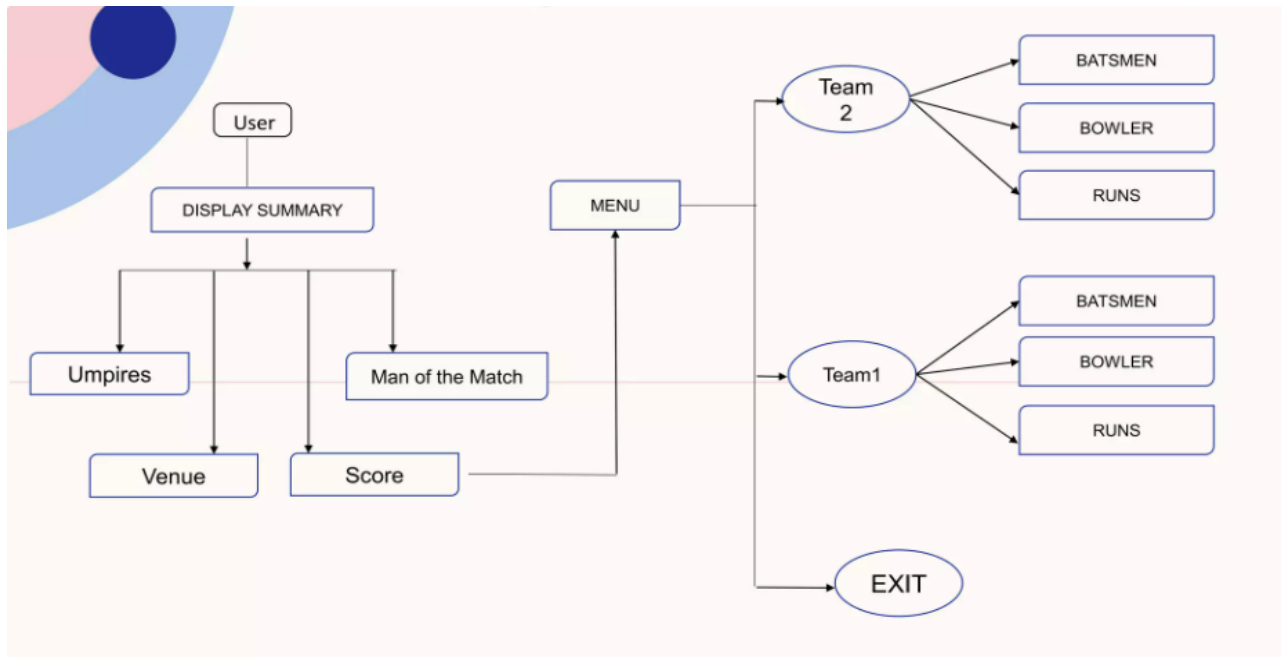 User
DISPLAY SUMMARY
Umpires
Man of the Match
Venue
Score
MENU
Team
2
BATSMEN
BOWLER
RUNS
Team1
BATSMEN
BOWLER
RUNS
EXIT